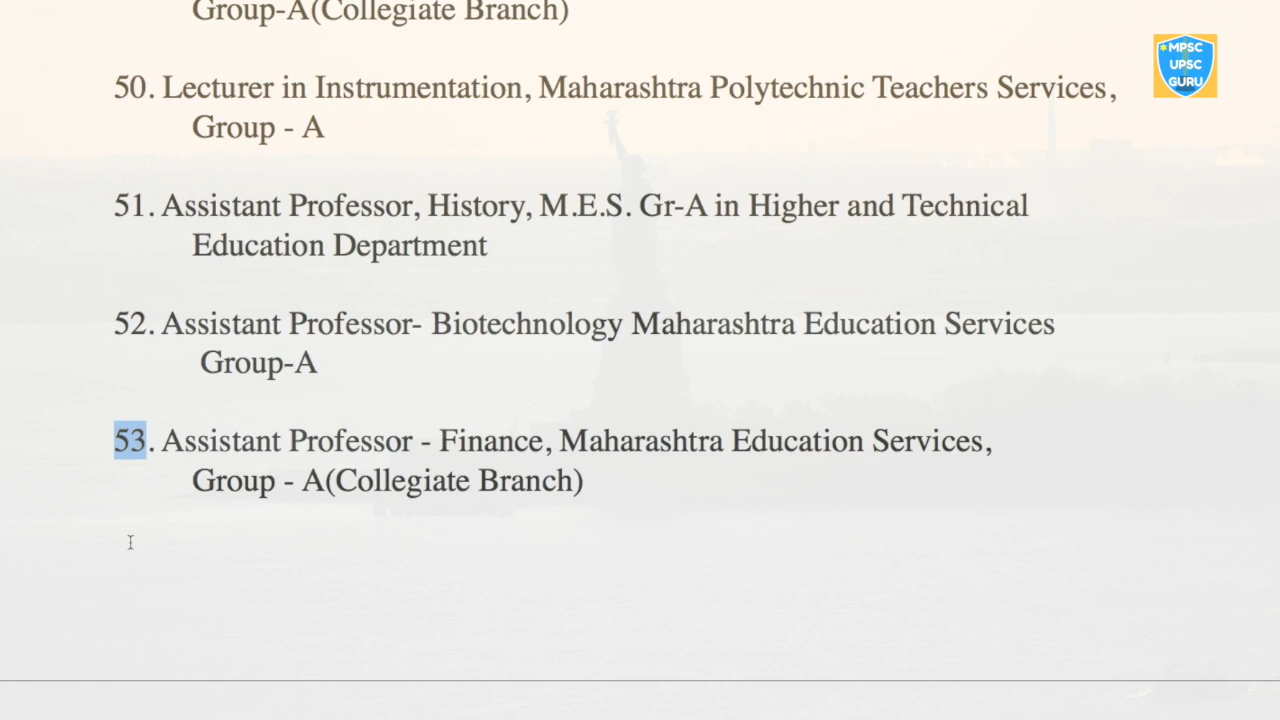 Group-A(Collegiate Branch)
*MPSC
UPSC
GURU
50. Lecturer in Instrumentation, Maharashtra Polytechnic Teachers Services,
Group - A
51. Assistant Professor, History, M.E.S. Gr-A in Higher and Technical
Education Department
52. Assistant Professor- Biotechnology Maharashtra Education Services
Group-A
53. Assistant Professor - Finance, Maharashtra Education Services,
Group - A(Collegiate Branch)